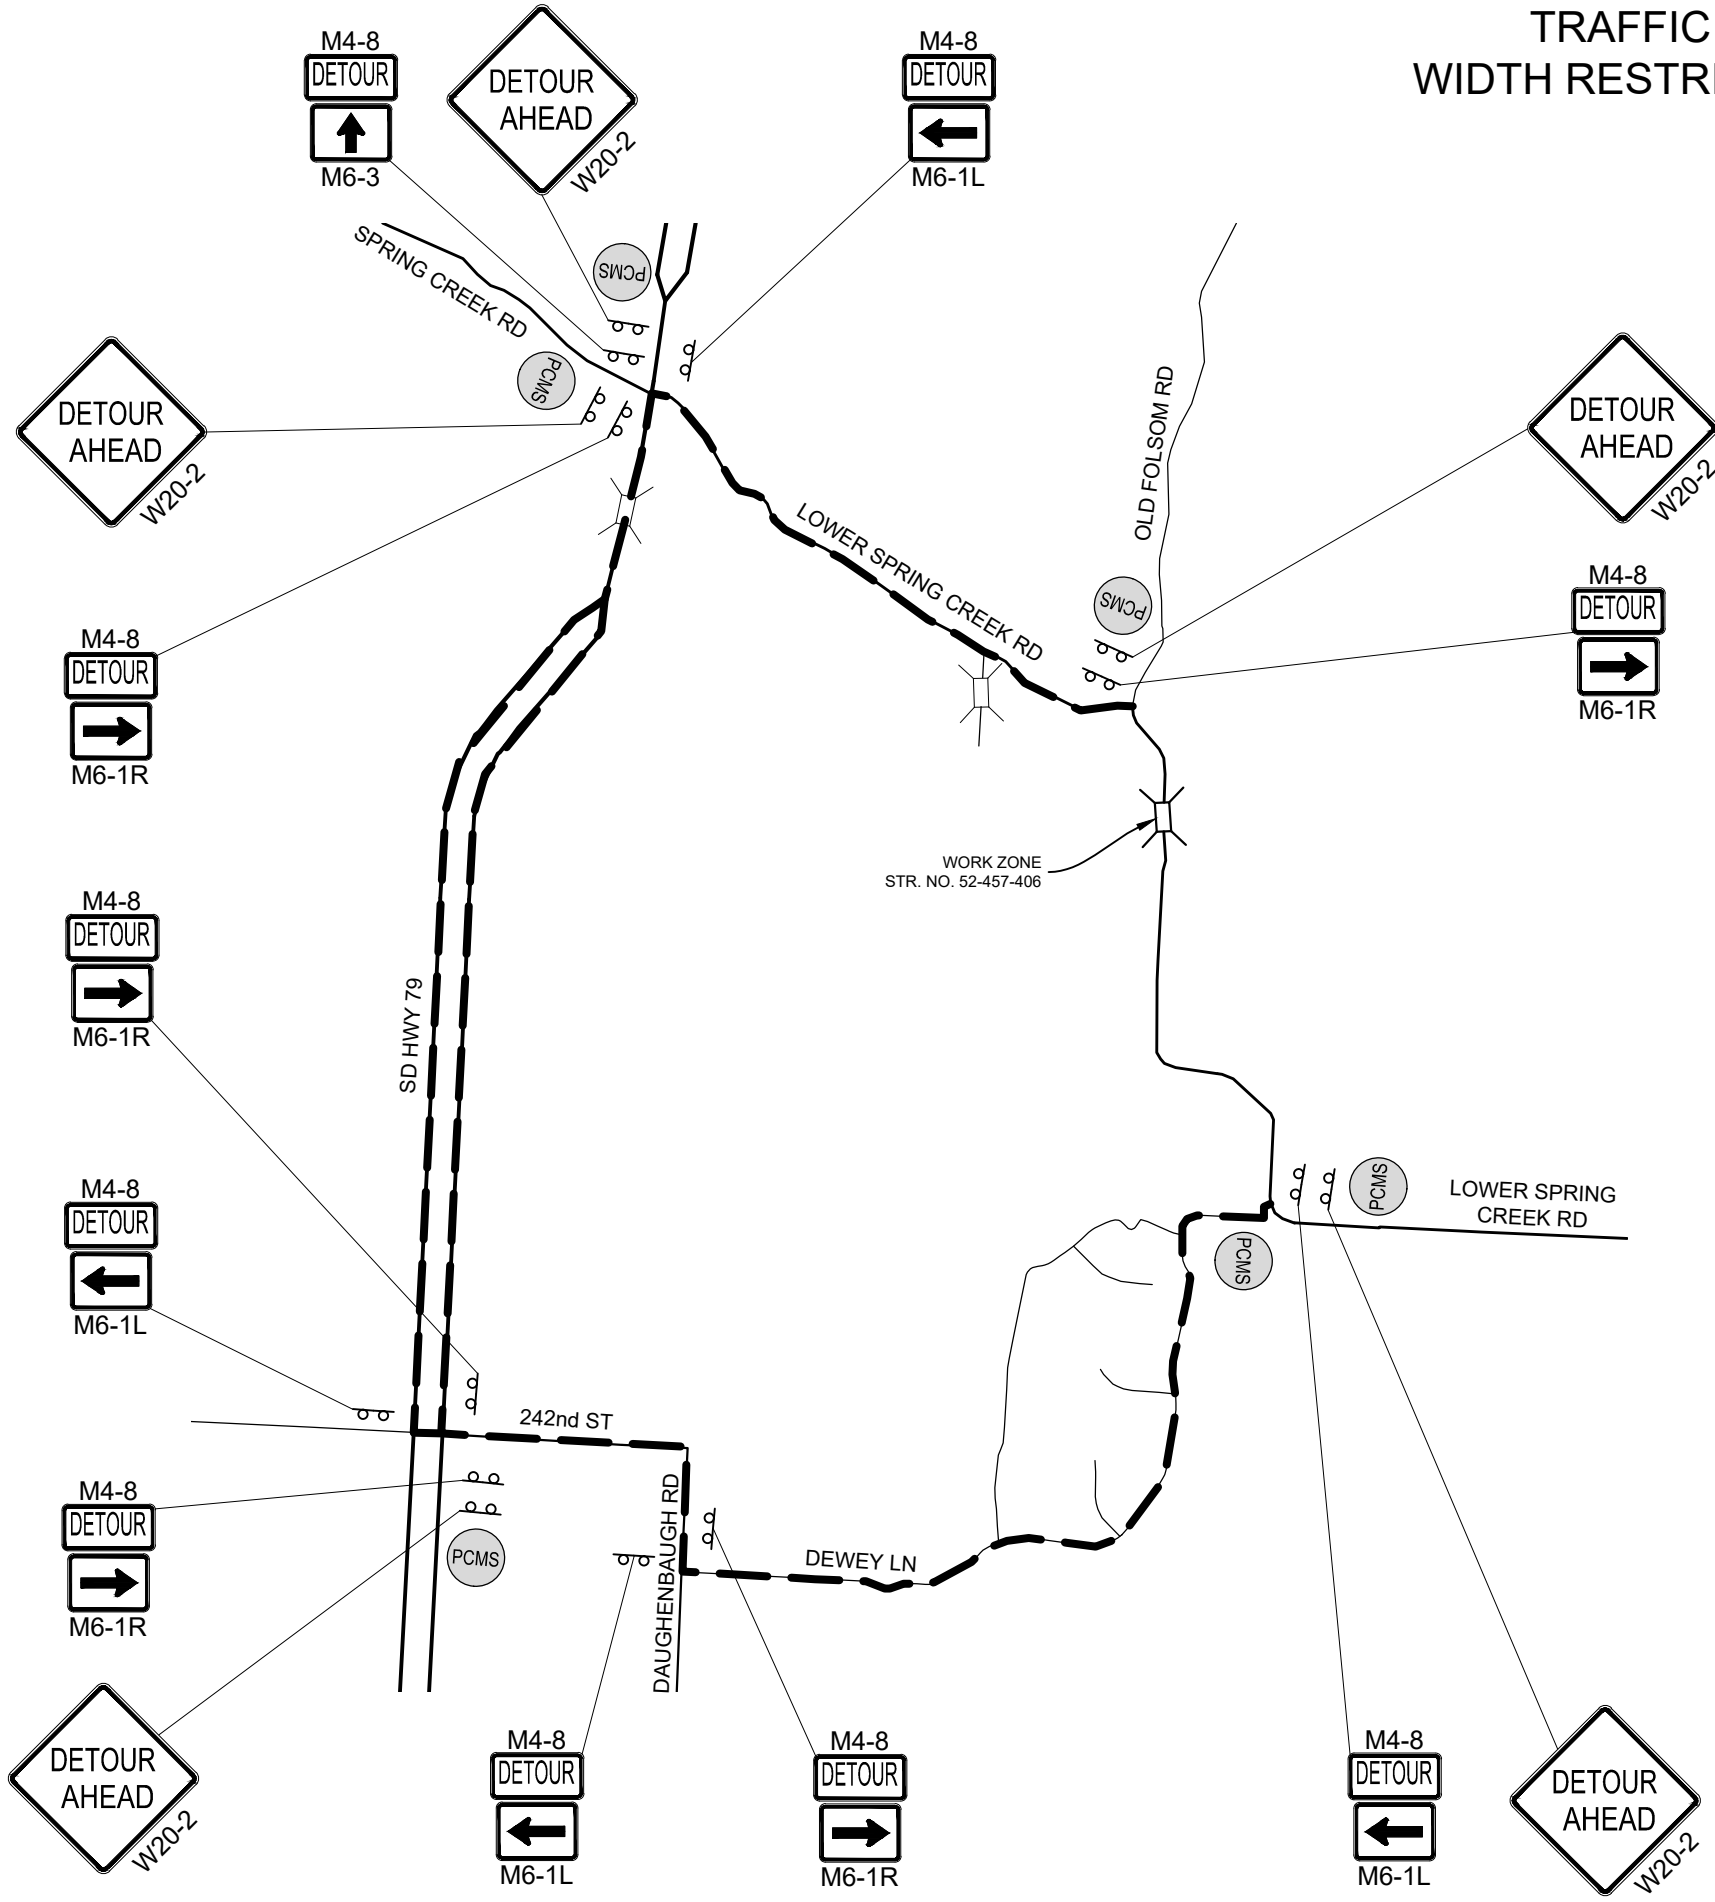 TRAFFIC
WIDTH RESTRI
M4-8
DETOUR
M6-3
DETOUR
AHEAD
W20-2
M4-8
DETOUR
M6-1L
SPRING CREEK RD
PCMS
PCMS
DETOUR
AHEAD
W20-2
OLD FOLSOM RD
DETOUR
AHEAD
W20-2
LOWER SPRING CREEK RD
PCMS
M4-8
DETOUR
M6-1R
M4-8
DETOUR
M6-1R
WORK ZONE
STR. NO. 52-457-406
M4-8
DETOUR
M6-1R
SD HWY 79
M4-8
DETOUR
M6-1L
PCMS
LOWER SPRING
CREEK RD
PCMS
242nd ST
M4-8
DETOUR
M6-1R
PCMS
DAUGHENBAUGH RD
DEWEY LN
DETOUR
AHEAD
W20-2
M4-8
DETOUR
M6-1L
M4-8
DETOUR
M6-1R
M4-8
DETOUR
M6-1L
DETOUR
AHEAD
W20-2